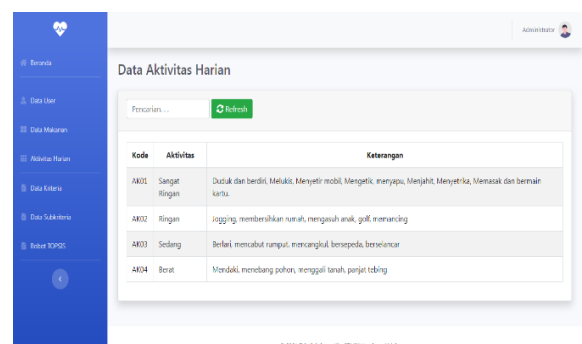 Administrator
Beranda
Data User
Data Makanan
Aktivitas Harian
Data Kriteria
Data Subkriteria
Bobot TOPSIS
Data Aktivitas Harian
Pencarian...
Refresh
Kode Aktivitas Keterangan
AK01 Sangat Ringan Duduk dan berdiri, Melukis, Menyetir mobil, Mengetik, menyapu, Menjahit, Menyetrika, Memasak dan bermain
kartu.
AK02 Ringan Jogging, membersihkan rumah, mengasuh anak, golf, memancing
AK03 Sedang Berlari, mencabut rumput, mencangkul, bersepeda, berselancar
AK04 Berat Mendaki, menebang pohon, menggali tanah, panjat tebing